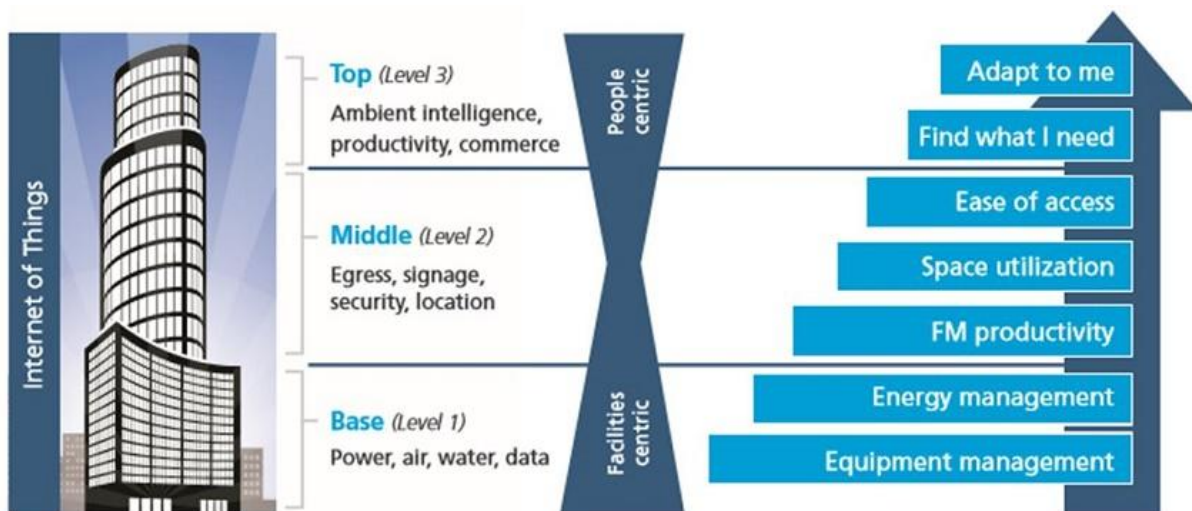 Internet of Things
Top (Level 3)
Ambient intelligence,
productivity, commerce
Middle (Level 2)
Egress, signage,
security, location
Base (Level 1)
Power, air, water, data
People
centric
Facilities
centric
Adapt to me
Find what I need
Ease of access
Space utilization
FM productivity
Energy management
Equipment management